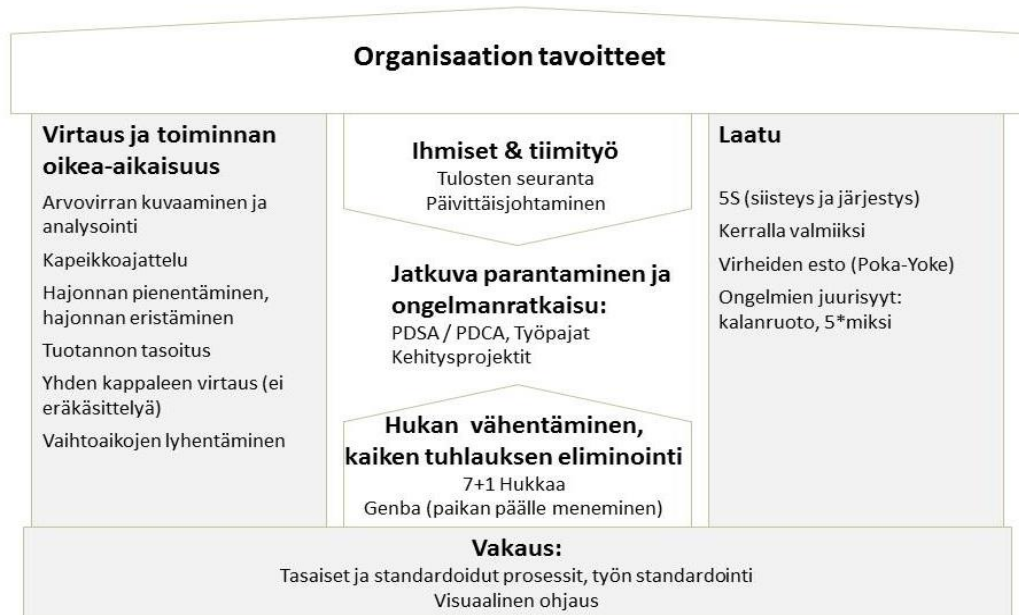 Organisaation tavoitteet
Virtaus ja toiminnan
oikea-aikaisuus
Arvovirran kuvaaminen ja
analysointi
Kapeikkoajattelu
Hajonnan pienentäminen,
hajonnan eristäminen
Tuotannon tasoitus
Yhden kappaleen virtaus (ei
eräkäsittelyä)
Vaihtoaikojen lyhentäminen
Ihmiset & tiimityö
Tulosten seuranta
Päivittäisjohtaminen
Jatkuva parantaminen ja
ongelmanratkaisu:
PDSA / PDCA, Työpajat
Kehitysprojektit
Hukan vähentäminen,
kaiken tuhlauksen eliminointi
7+1 Hukkaa
Genba (paikan päälle meneminen)
Laatu
5S (siisteys ja järjestys)
Kerralla valmiiksi
Virheiden esto (Poka-Yoke)
Ongelmien juurisyyt:
kalanruoto, 5*miksi
Vakaus:
Tasaiset ja standardoidut prosessit, työn standardointi
Visuaalinen ohjaus